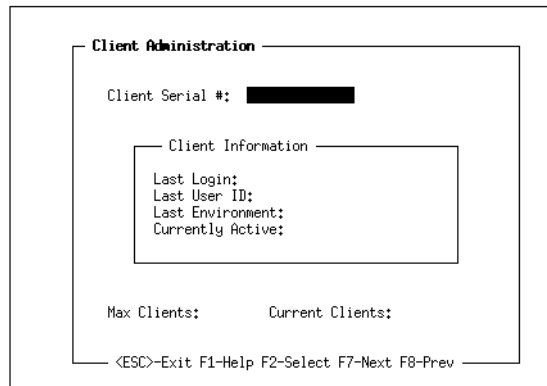 Client Administration
Client Serial #:
Client Information
Last Login:
Last User ID:
Last Environment:
Currently Active:
Max Clients: Current Clients:
<ESC>-Exit F1-Help F2-Select F7-Next F8-Prev